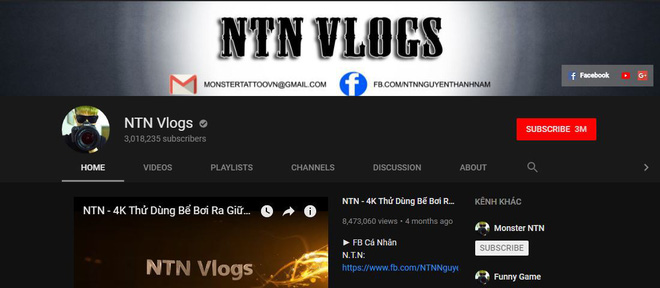 NTN VLOGS
MONSTERTATTOOVN@GMAIL.COM
FB.COM/NTNNGUYENTHANHNAM
Facebook
NTN Vlogs
3,018,235 subscribers
SUBSCRIBE 3M
HOME VIDEOS PLAYLISTS CHANNELS DISCUSSION ABOUT
NTN - 4K Thử Dùng Bể Bơi Ra Giữ...
NTN Vlogs
NTN - 4K Thử Dùng Bể Bơi R...
8,473,060 views • 4 months ago
► FB Cá Nhân
N.T.N:
https://www.fb.com/NTNNguye
KÊNH KHÁC
Monster NTN
SUBSCRIBE
Funny Game